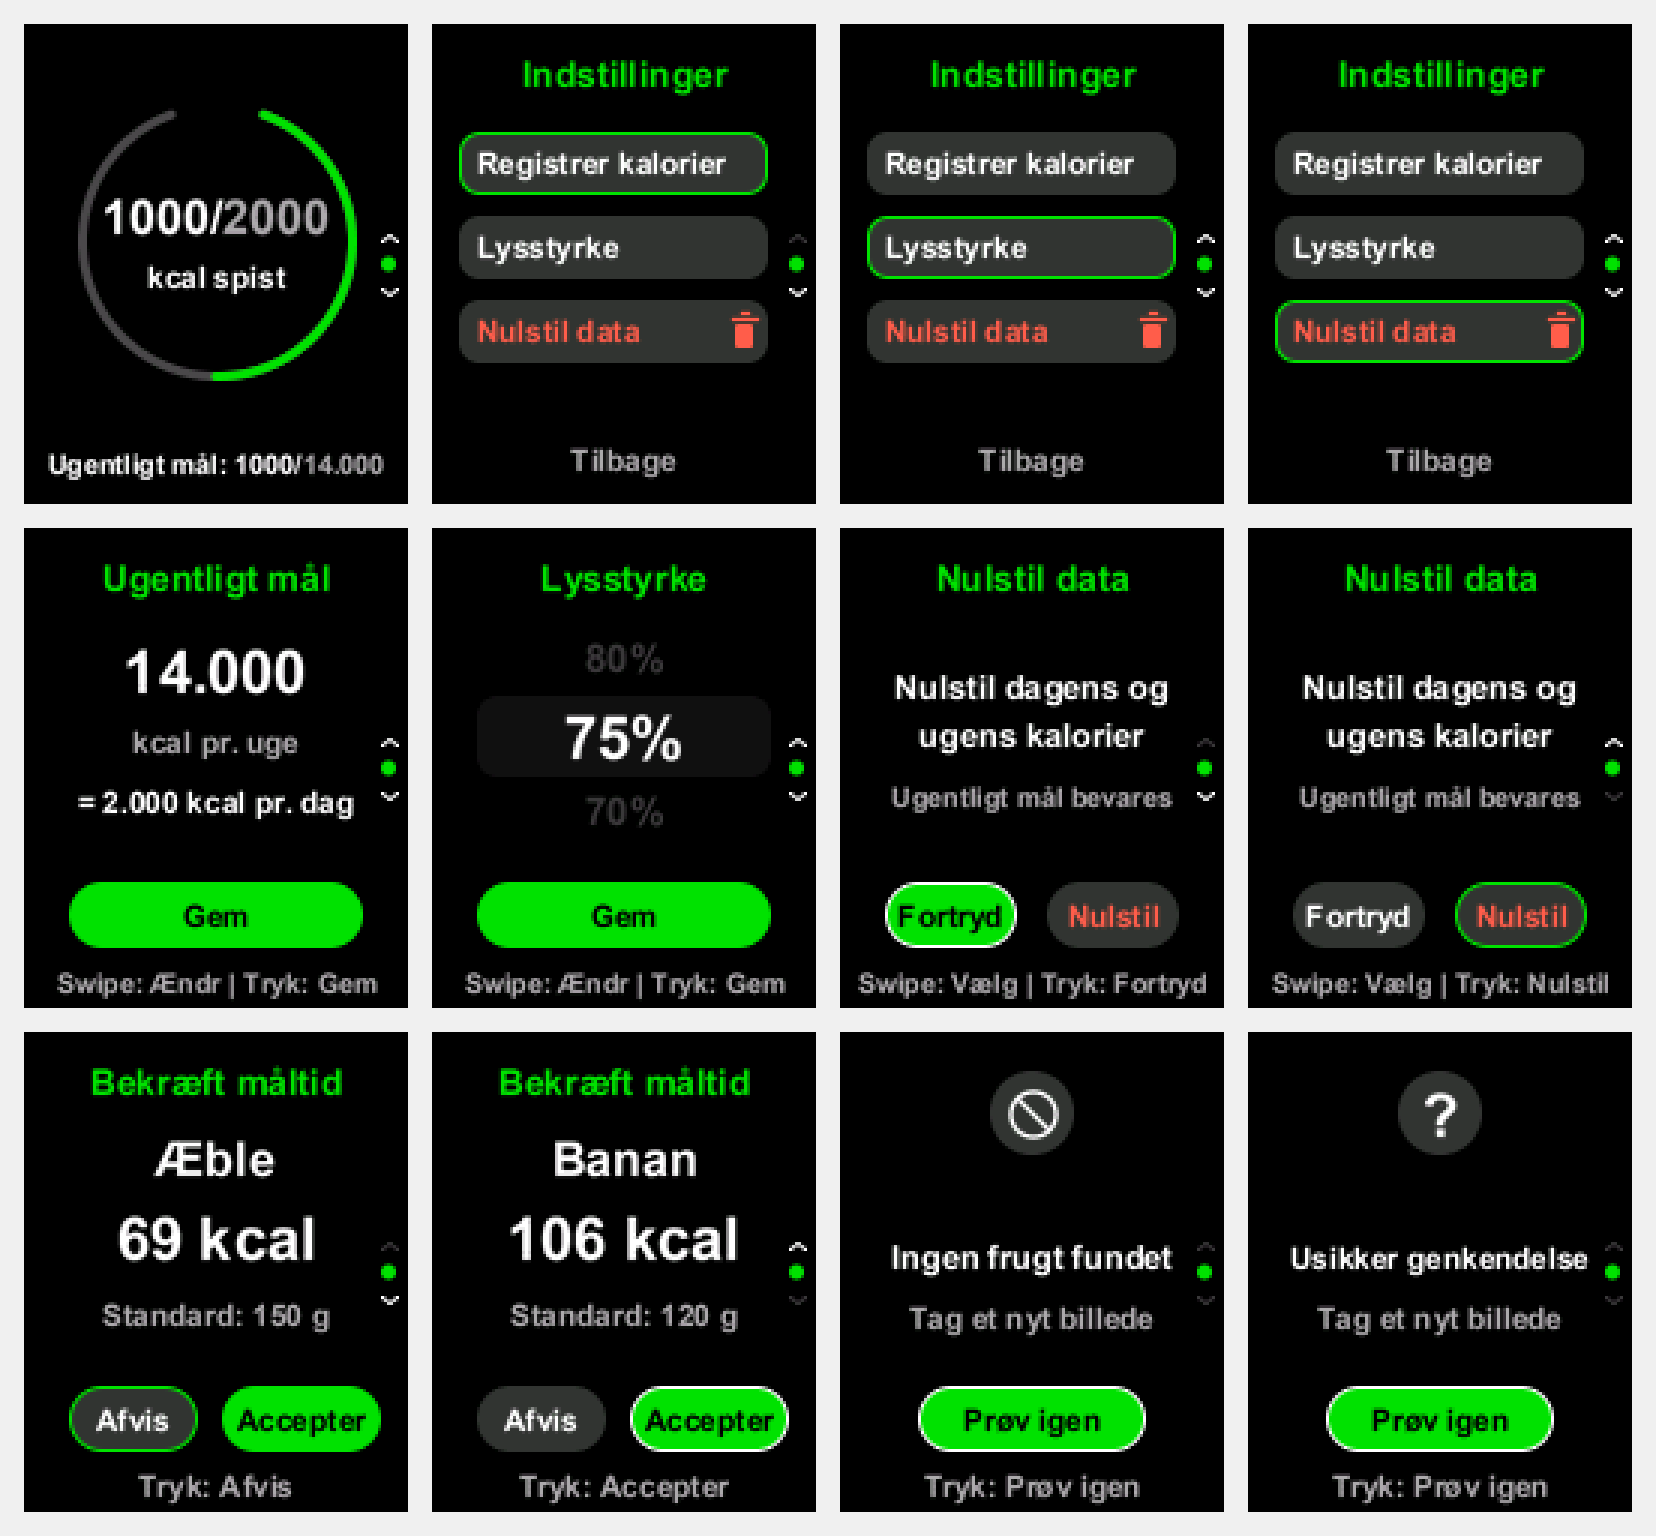 1000/2000
kcal spist
Ugentligt mål: 1000/14.000
Indstillinger
Registrer kalorier
Lysstyrke
Nulstil data
Tilbage
Indstillinger
Registrer kalorier
Lysstyrke
Nulstil data
Tilbage
Indstillinger
Registrer kalorier
Lysstyrke
Nulstil data
Tilbage
Ugentligt mål
14.000
kcal pr. uge
= 2.000 kcal pr. dag
Gem
Swipe: Ændr | Tryk: Gem
Lysstyrke
80%
75%
70%
Gem
Swipe: Ændr | Tryk: Gem
Nulstil data
Nulstil dagens og
ugens kalorier
Ugentligt mål bevares
Fortryd Nulstil
Swipe: Vælg | Tryk: Fortryd
Nulstil data
Nulstil dagens og
ugens kalorier
Ugentligt mål bevares
Fortryd Nulstil
Swipe: Vælg | Tryk: Nulstil
Bekræft måltid
Æble
69 kcal
Standard: 150 g
Afvis Accepter
Tryk: Afvis
Bekræft måltid
Banan
106 kcal
Standard: 120 g
Afvis Accepter
Tryk: Accepter
Ingen frugt fundet
Tag et nyt billede
Prøv igen
Tryk: Prøv igen
?
Usikker genkendelse
Tag et nyt billede
Prøv igen
Tryk: Prøv igen